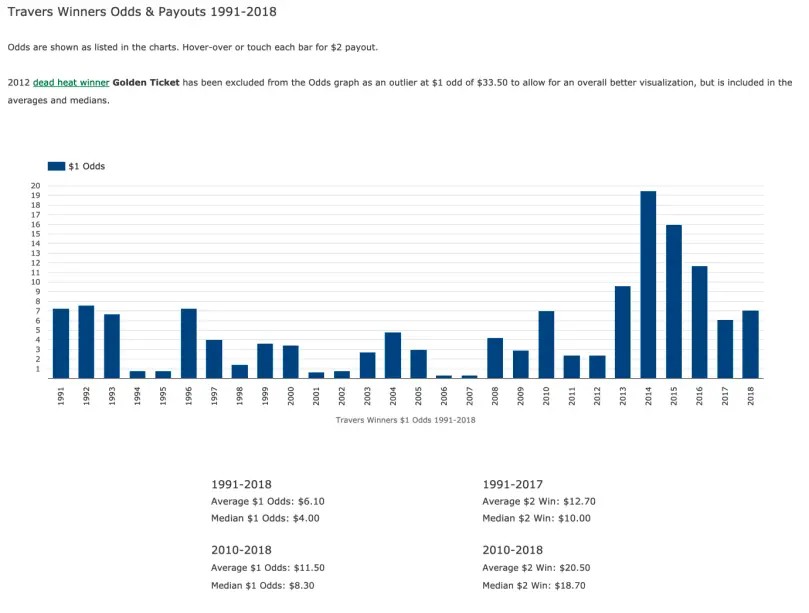 Travers Winners Odds & Payouts 1991-2018
Odds are shown as listed in the charts. Hover-over or touch each bar for $2 payout.
2012 dead heat winner Golden Ticket has been excluded from the Odds graph as an outlier at $1 odd of $33.50 to allow for an overall better visualization, but is included in the
averages and medians.
$1 Odds
20
19
18
17
16
15
14
13
12
11
10
9
8
7
6
5
4
3
2
1
1991 1992 1993 1994 1995 1996 1997 1998 1999 2000 2001 2002 2003 2004 2005 2006 2007 2008 2009 2010 2011 2012 2013 2014 2015 2016 2017 2018
Travers Winners $1 Odds 1991-2018
1991-2018
Average $1 Odds: $6.10
Median $1 Odds: $4.00
1991-2017
Average $2 Win: $12.70
Median $2 Win: $10.00
2010-2018
Average $1 Odds: $11.50
Median $1 Odds: $8.30
2010-2018
Average $2 Win: $20.50
Median $2 Win: $18.70